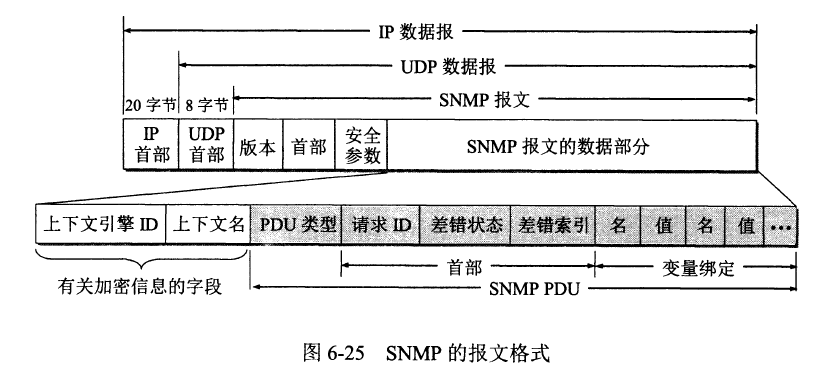 IP 数据报
UDP 数据报
20 字节 8 字节 SNMP 报文
IP 首部 UDP 首部 版本 首部 安全参数 SNMP 报文的数据部分
上下文引擎 ID 上下文名 PDU 类型 请求 ID 差错状态 差错索引 名 值 名 值 ···
首部 变量绑定
有关加密信息的字段 SNMP PDU
图 6-25 SNMP 的报文格式